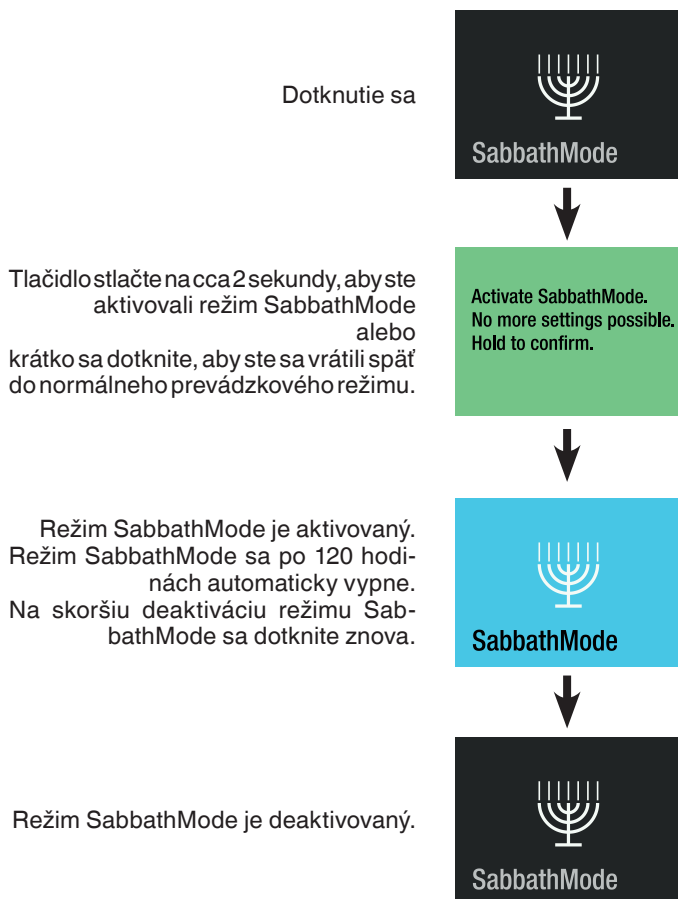 Dotknutie sa
SabbathMode
Tlačidlo stlačte na cca 2 sekundy, aby ste
aktivovali režim SabbathMode
alebo
krátko sa dotknite, aby ste sa vrátili späť
do normálneho prevádzkového režimu.
Activate SabbathMode.
No more settings possible.
Hold to confirm.
Režim SabbathMode je aktivovaný.
Režim SabbathMode sa po 120 hodi-
nách automaticky vypne.
Na skoršiu deaktiváciu režimu Sab-
bathMode sa dotknite znova.
SabbathMode
Režim SabbathMode je deaktivovaný.
SabbathMode